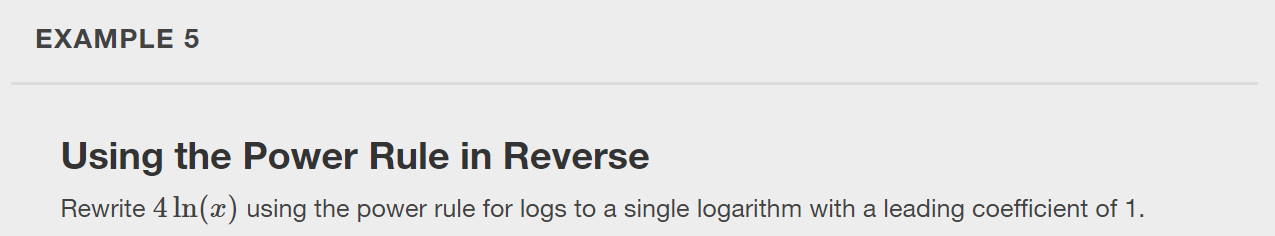 EXAMPLE 5
Using the Power Rule in Reverse
Rewrite 4 ln(x) using the power rule for logs to a single logarithm with a leading coefficient of 1.